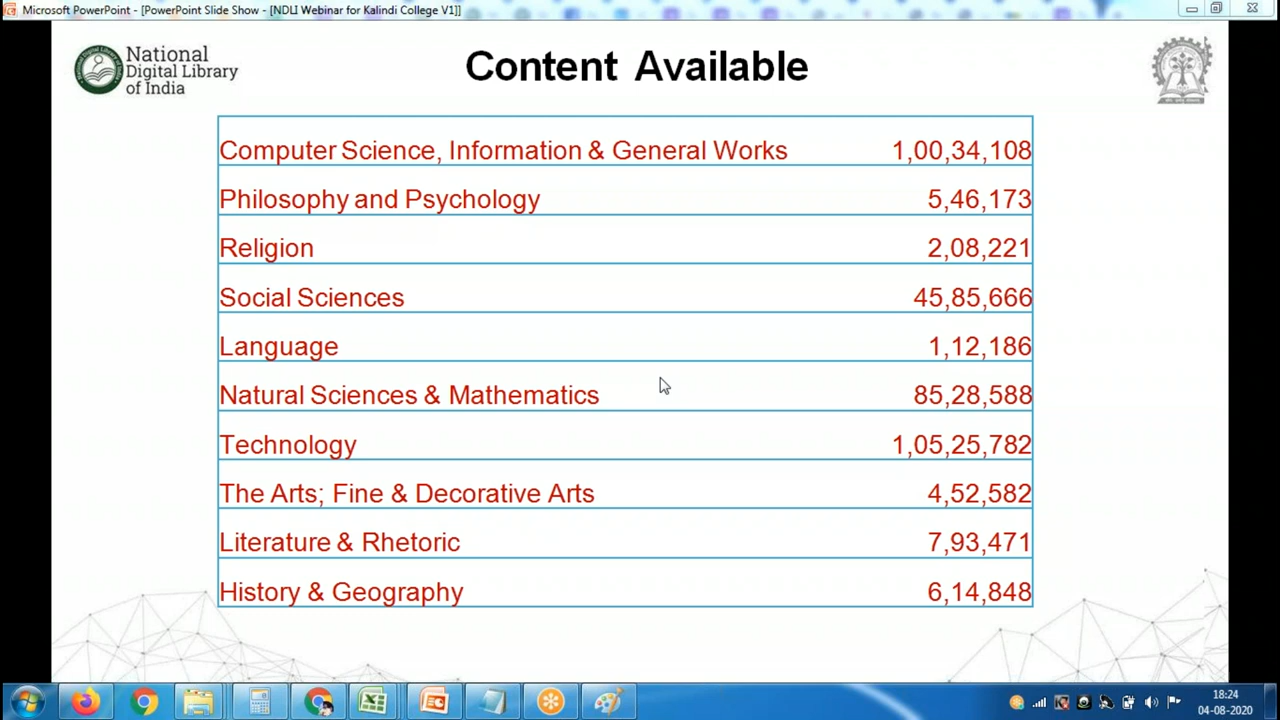 Microsoft PowerPoint - [PowerPoint Slide Show - [NDLI Webinar for Kalindi College V1]]
National
Digital Library
of India
Content Available
Computer Science, Information & General Works 1,00,34,108
Philosophy and Psychology 5,46,173
Religion 2,08,221
Social Sciences 45,85,666
Language 1,12,186
Natural Sciences & Mathematics 85,28,588
Technology 1,05,25,782
The Arts; Fine & Decorative Arts 4,52,582
Literature & Rhetoric 7,93,471
History & Geography 6,14,848
18:24
04-08-2020